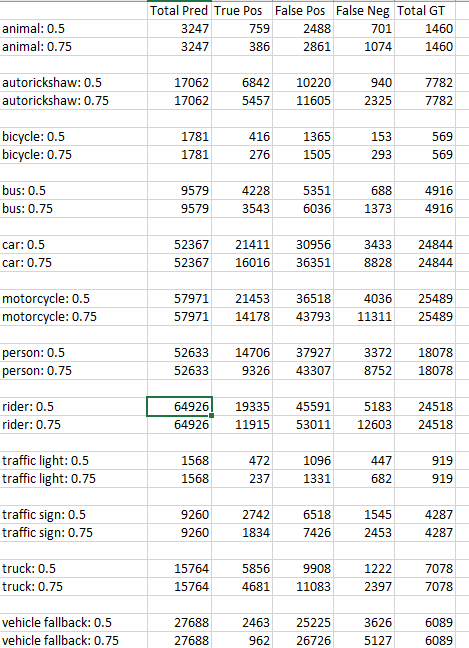 Total Pred True Pos False Pos False Neg Total GT
animal: 0.5 3247 759 2488 701 1460
animal: 0.75 3247 386 2861 1074 1460
autorickshaw: 0.5 17062 6842 10220 940 7782
autorickshaw: 0.75 17062 5457 11605 2325 7782
bicycle: 0.5 1781 416 1365 153 569
bicycle: 0.75 1781 276 1505 293 569
bus: 0.5 9579 4228 5351 688 4916
bus: 0.75 9579 3543 6036 1373 4916
car: 0.5 52367 21411 30956 3433 24844
car: 0.75 52367 16016 36351 8828 24844
motorcycle: 0.5 57971 21453 36518 4036 25489
motorcycle: 0.75 57971 14178 43793 11311 25489
person: 0.5 52633 14706 37927 3372 18078
person: 0.75 52633 9326 43307 8752 18078
rider: 0.5 64926 19335 45591 5183 24518
rider: 0.75 64926 11915 53011 12603 24518
traffic light: 0.5 1568 472 1096 447 919
traffic light: 0.75 1568 237 1331 682 919
traffic sign: 0.5 9260 2742 6518 1545 4287
traffic sign: 0.75 9260 1834 7426 2453 4287
truck: 0.5 15764 5856 9908 1222 7078
truck: 0.75 15764 4681 11083 2397 7078
vehicle fallback: 0.5 27688 2463 25225 3626 6089
vehicle fallback: 0.75 27688 962 26726 5127 6089